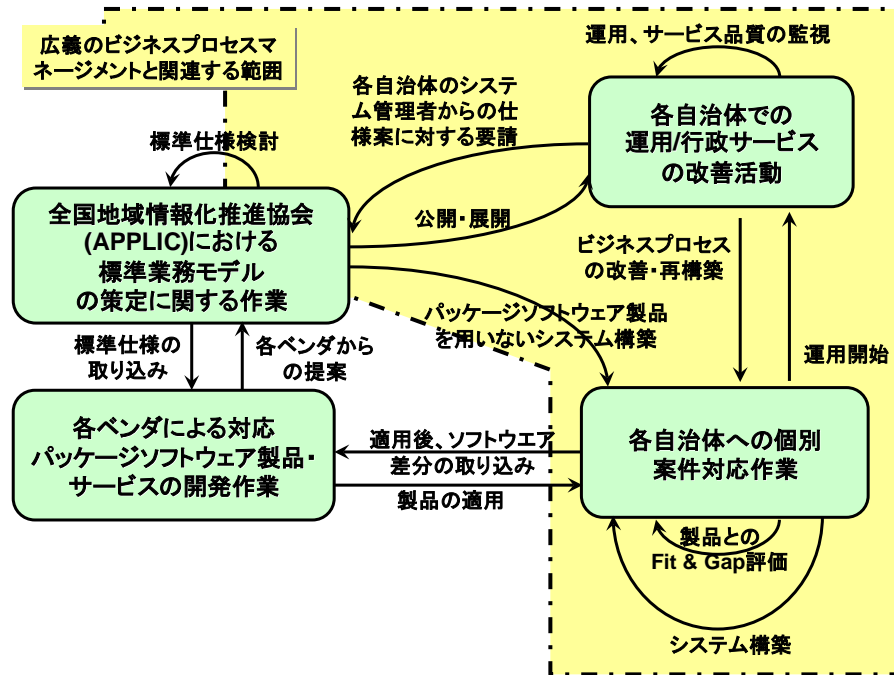 広義のビジネスプロセスマ
ネージメントと関連する範囲
運用、サービス品質の監視
各自治体のシステ
ム管理者からの仕
様案に対する要請
各自治体での
運用/行政サービス
の改善活動
標準仕様検討
全国地域情報化推進協会
(APPLIC)における
標準業務モデル
の策定に関する作業
公開・展開
ビジネスプロセス
の改善・再構築
パッケージソフトウェア製品
を用いないシステム構築
運用開始
標準仕様の
取り込み
各ベンダから
の提案
各ベンダによる対応
パッケージソフトウェア製品・
サービスの開発作業
適用後、ソフトウエア
差分の取り込み
製品の適用
各自治体への個別
案件対応作業
製品との
Fit & Gap評価
システム構築